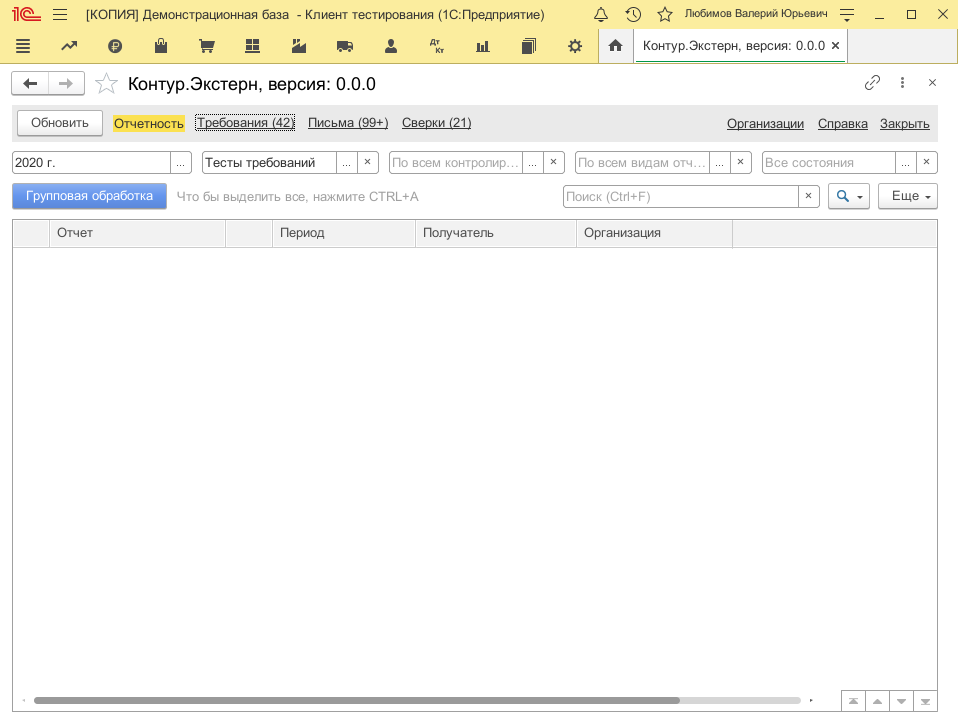 [КОПИЯ] Демонстрационная база - Клиент тестирования (1С:Предприятие) Любимов Валерий Юрьевич
Дт Кт Контур.Экстерн, версия: 0.0.0 ×
Контур.Экстерн, версия: 0.0.0
Обновить Отчетность Требования (42) Письма (99+) Сверки (21) Организации Справка Закрыть
2020 г. ... Тесты требований ... × По всем контролир... ... × По всем видам отч... ... × Все состояния ... ×
Групповая обработка Что бы выделить все, нажмите CTRL+A Поиск (Ctrl+F) × Еще
Отчет Период Получатель Организация